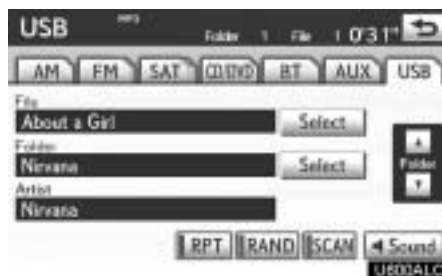 USB MP3 Folder 1 File 1 0'31"
AM FM SAT CD/DVD BT AUX USB
File
About a Girl Select
Folder
Nirvana Select
Folder
Artist
Nirvana
RPT RAND SCAN Sound
U600ALC